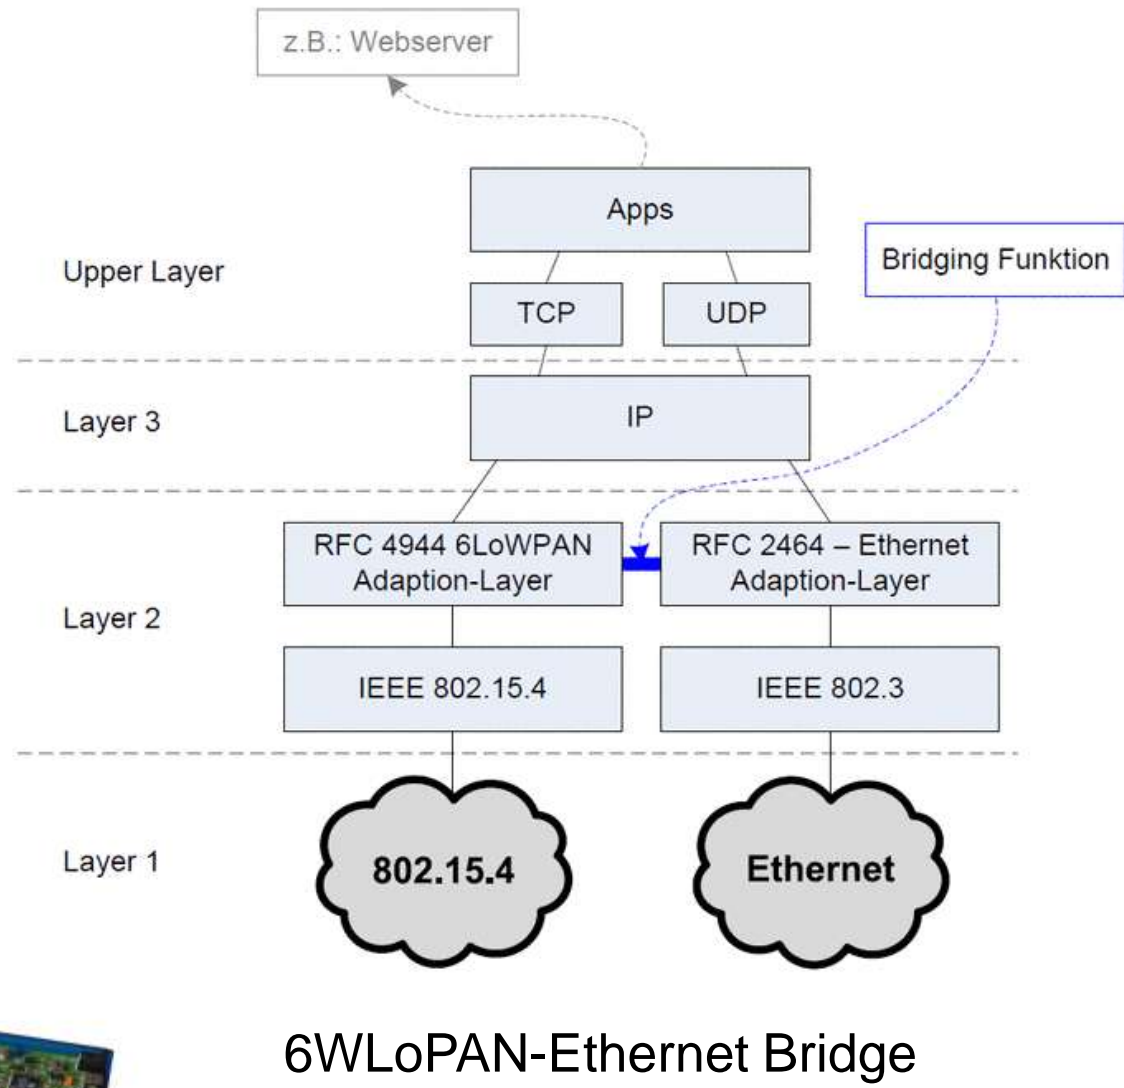 z.B.: Webserver
Apps
Bridging Funktion
Upper Layer
TCP
UDP
Layer 3
IP
RFC 4944 6LoWPAN
Adaption-Layer
RFC 2464 – Ethernet
Adaption-Layer
Layer 2
IEEE 802.15.4
IEEE 802.3
Layer 1
802.15.4
Ethernet
6WLoPAN-Ethernet Bridge